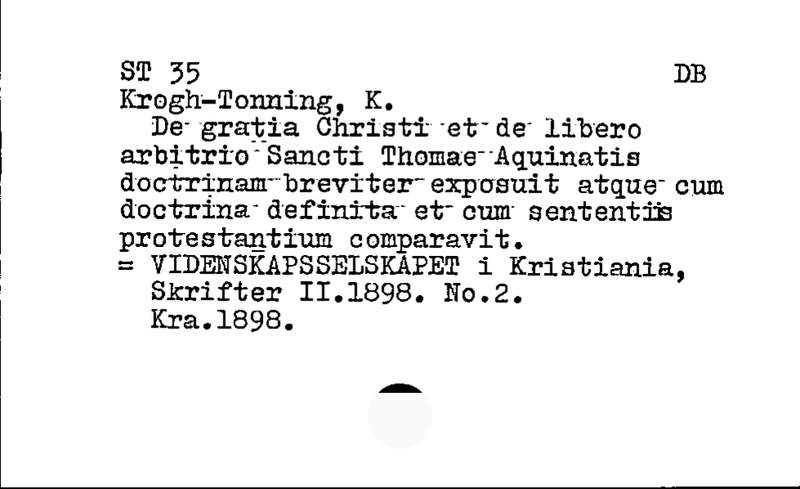 ST 35 DB
Krogh-Tonning, K.
De gratia Christi et de libero
arbitrio Sancti Thomae Aquinatis
doctrinam breviter exposuit atque cum
doctrina definita et cum sententiis
protestantium comparavit.
= VIDENSKAPSSELSKAPET i Kristiania,
Skrifter II.1898. No.2.
Kra.1898.